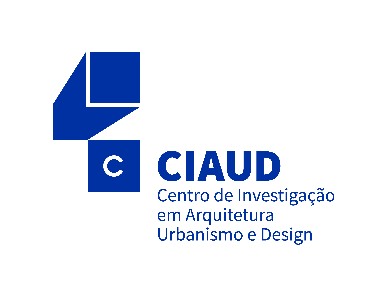 C
CIAUD
Centro de Investigação
em Arquitetura
Urbanismo e Design